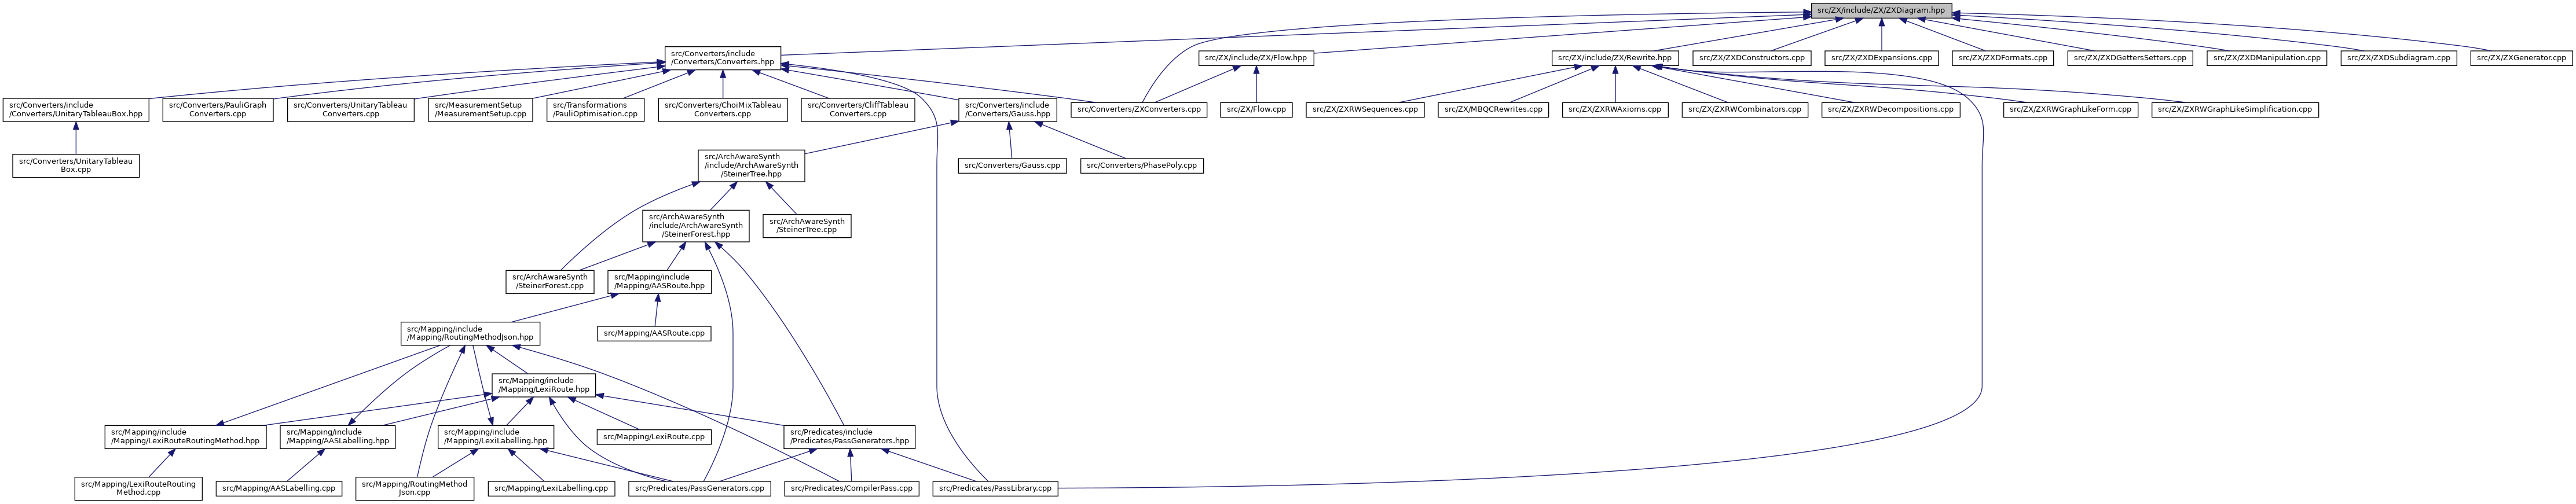 src/ZX/include/ZX/ZXDiagram.hpp
src/Converters/include
/Converters/Converters.hpp
src/ZX/include/ZX/Flow.hpp
src/ZX/include/ZX/Rewrite.hpp
src/ZX/ZXDConstructors.cpp
src/ZX/ZXDExpansions.cpp
src/ZX/ZXDFormats.cpp
src/ZX/ZXDGettersSetters.cpp
src/ZX/ZXDManipulation.cpp
src/ZX/ZXDSubdiagram.cpp
src/ZX/ZXGenerator.cpp
src/Converters/include
/Converters/UnitaryTableauBox.hpp
src/Converters/PauliGraph
Converters.cpp
src/Converters/UnitaryTableau
Converters.cpp
src/MeasurementSetup
/MeasurementSetup.cpp
src/Transformations
/PauliOptimisation.cpp
src/Converters/ChoiMixTableau
Converters.cpp
src/Converters/CliffTableau
Converters.cpp
src/Converters/include
/Converters/Gauss.hpp
src/Converters/ZXConverters.cpp
src/ZX/Flow.cpp
src/ZX/ZXRWSequences.cpp
src/ZX/MBQCRewrites.cpp
src/ZX/ZXRWAxioms.cpp
src/ZX/ZXRWCombinators.cpp
src/ZX/ZXRWDecompositions.cpp
src/ZX/ZXRWGraphLikeForm.cpp
src/ZX/ZXRWGraphLikeSimplification.cpp
src/Converters/UnitaryTableau
Box.cpp
src/ArchAwareSynth
/include/ArchAwareSynth
/SteinerTree.hpp
src/Converters/Gauss.cpp
src/Converters/PhasePoly.cpp
src/ArchAwareSynth
/include/ArchAwareSynth
/SteinerForest.hpp
src/ArchAwareSynth
/SteinerTree.cpp
src/ArchAwareSynth
/SteinerForest.cpp
src/Mapping/include
/Mapping/AASRoute.hpp
src/Mapping/include
/Mapping/RoutingMethodJson.hpp
src/Mapping/AASRoute.cpp
src/Mapping/include
/Mapping/LexiRoute.hpp
src/Mapping/include
/Mapping/LexiRouteRoutingMethod.hpp
src/Mapping/include
/Mapping/AASLabelling.hpp
src/Mapping/include
/Mapping/LexiLabelling.hpp
src/Mapping/LexiRoute.cpp
src/Predicates/include
/Predicates/PassGenerators.hpp
src/Mapping/LexiRouteRouting
Method.cpp
src/Mapping/AASLabelling.cpp
src/Mapping/RoutingMethod
Json.cpp
src/Mapping/LexiLabelling.cpp
src/Predicates/PassGenerators.cpp
src/Predicates/CompilerPass.cpp
src/Predicates/PassLibrary.cpp